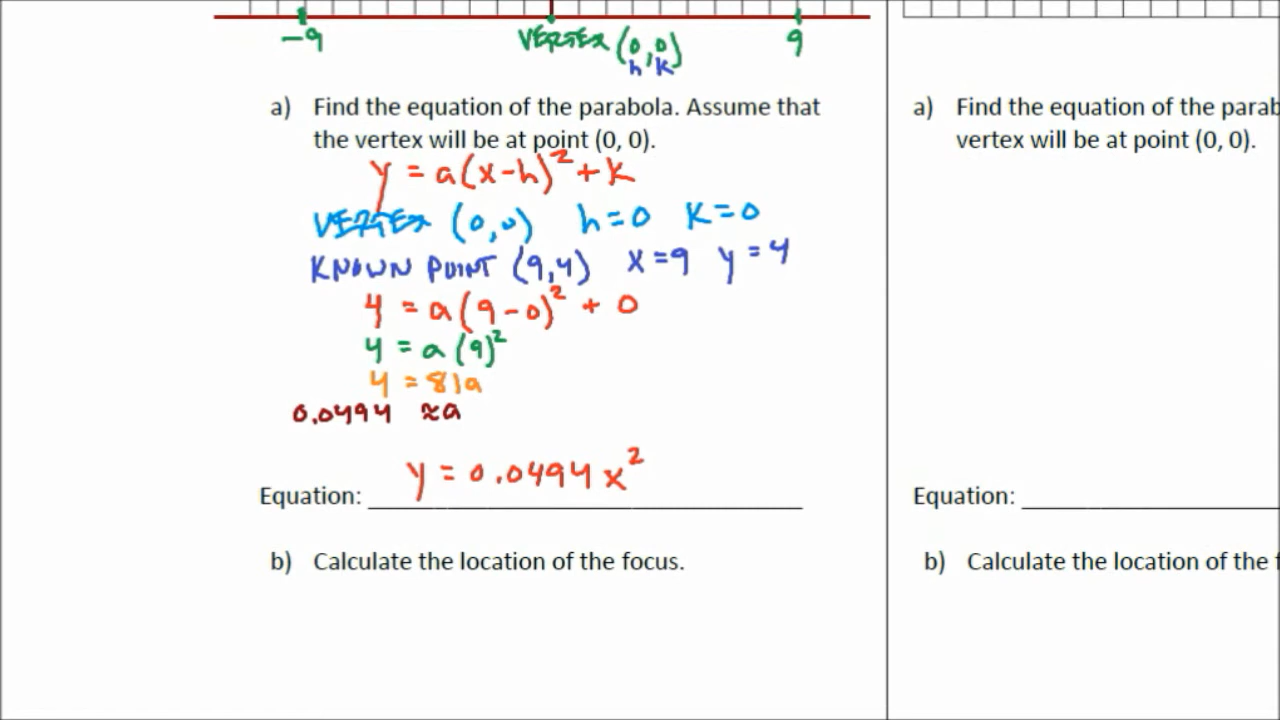 -9 VERTEX (0,0) 9
h k
a) Find the equation of the parabola. Assume that
the vertex will be at point (0, 0).
y = a(x-h)² + k
VERTEX (0,0) h=0 k=0
KNOWN POINT (9,4) x=9 y=4
4 = a(9-0)² + 0
4 = a(9)²
4 = 81a
0.0494 ≈a
y = 0.0494x²
Equation:
b) Calculate the location of the focus.
a) Find the equation of the
vertex will be at point (0, 0).
Equation:
b) Calculate the location of the